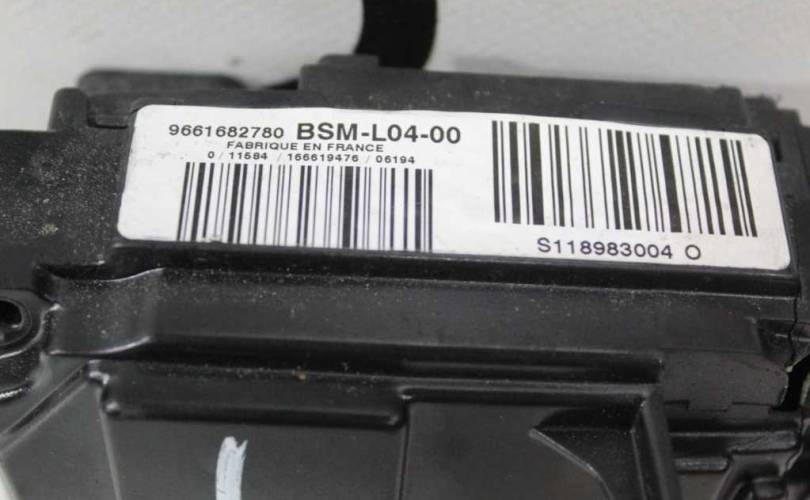 9661682780 BSM-L04-00
FABRIQUE EN FRANCE
0 / 11584 / 166619476 / 06194
S118983004 O